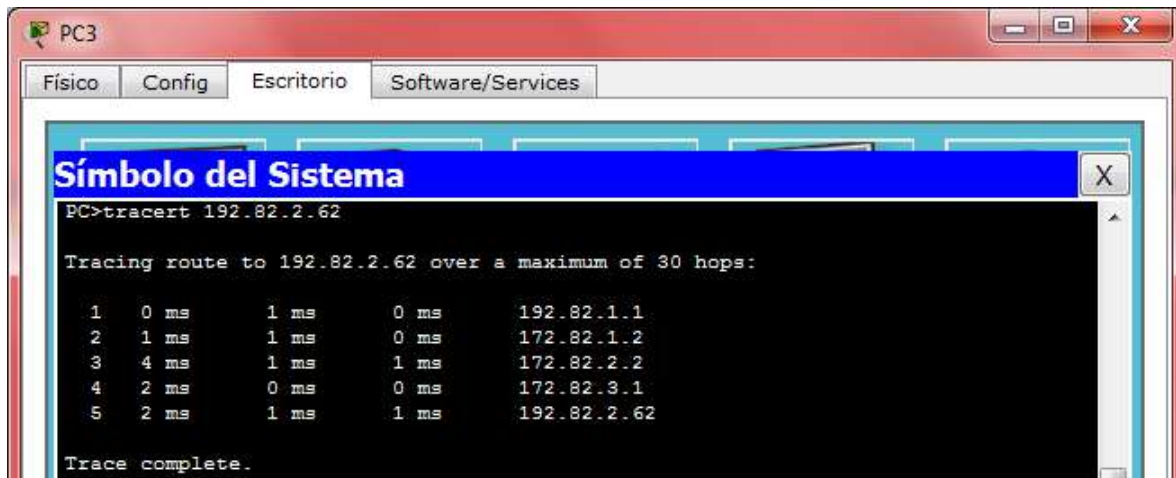 PC3
Físico Config Escritorio Software/Services
Símbolo del Sistema X
PC>tracert 192.82.2.62
Tracing route to 192.82.2.62 over a maximum of 30 hops:
1 0 ms 1 ms 0 ms 192.82.1.1
2 1 ms 1 ms 0 ms 172.82.1.2
3 4 ms 1 ms 1 ms 172.82.2.2
4 2 ms 0 ms 0 ms 172.82.3.1
5 2 ms 1 ms 1 ms 192.82.2.62
Trace complete.